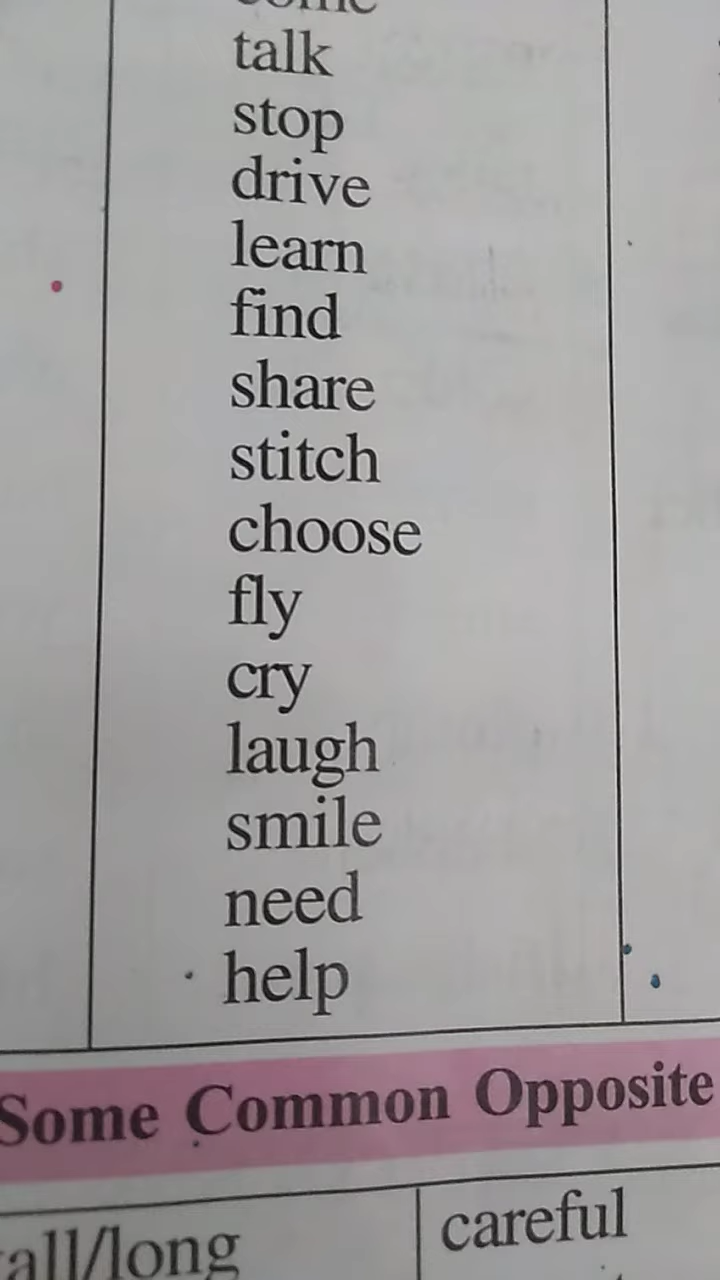 talk
stop
drive
learn
find
share
stitch
choose
fly
cry
laugh
smile
need
help
Some Common Opposite
careful